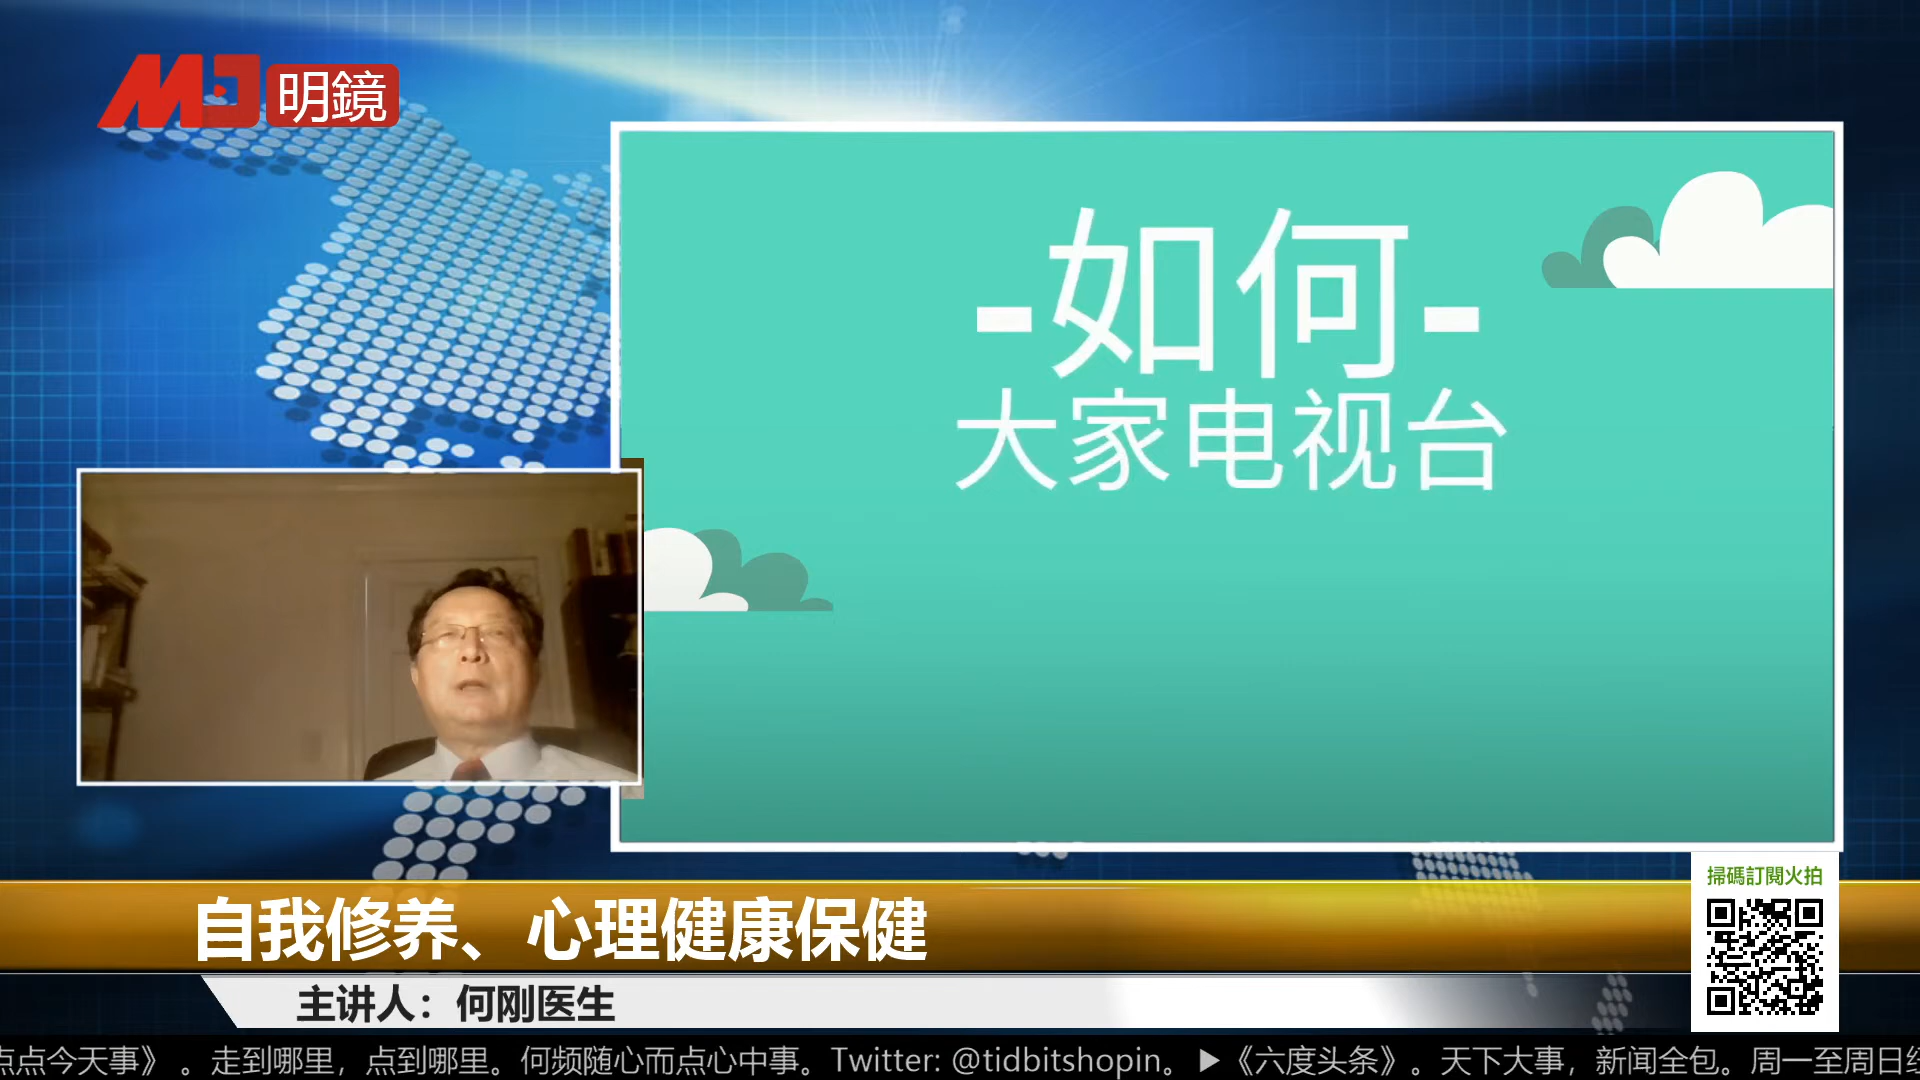 MJ 明鏡
-如何-
大家电视台
掃碼訂閱火拍
自我修养、心理健康保健
主讲人：何刚医生
点点今天事》。走到哪里，点到哪里。何频随心而点心中事。Twitter: @tidbitshopin。▶《六度头条》。天下大事，新闻全包。周一至周日纽